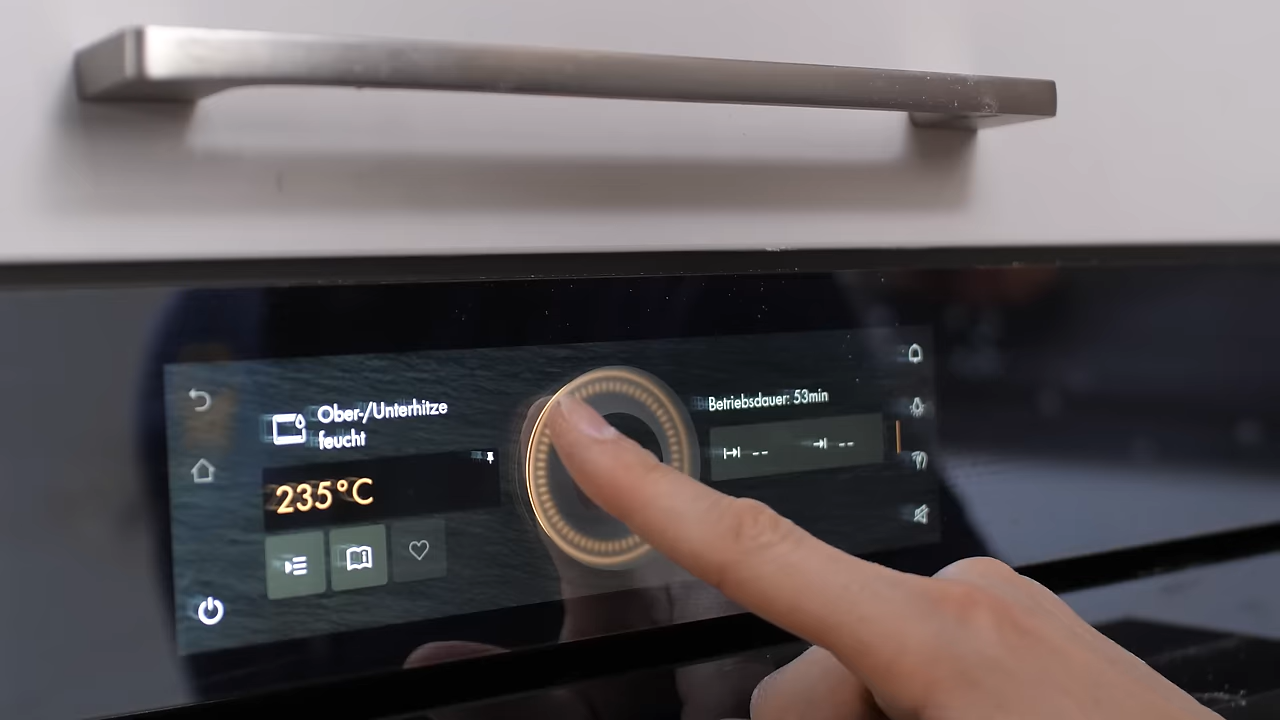 Ober-/Unterhitze
feucht
235°C
Betriebsdauer: 53min
-- --